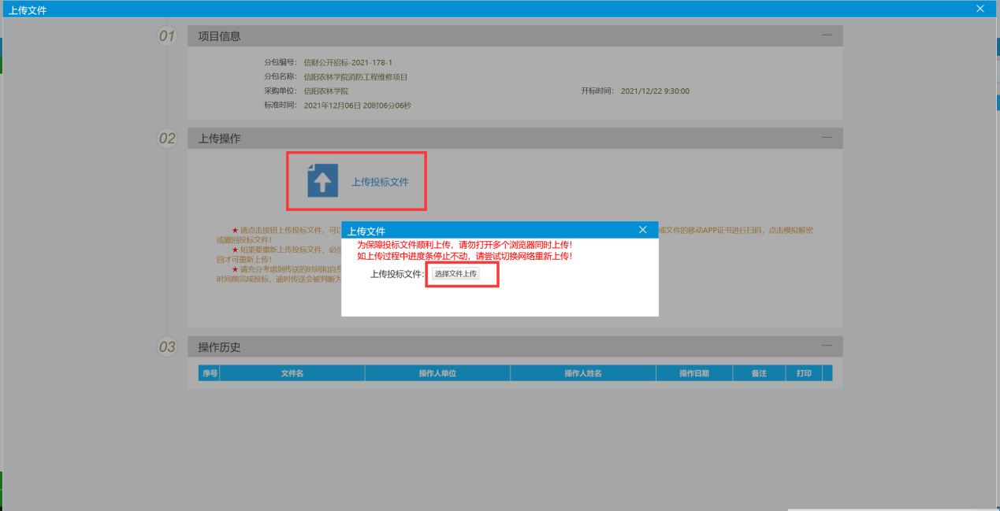 上传文件
01 项目信息
分包编号： 信财公开招标-2021-178-1
分包名称： 信阳农林学院消防工程维修项目
采购单位： 信阳农林学院 开标时间： 2021/12/22 9:30:00
标准时间： 2021年12月06日 20时06分06秒
02 上传操作
上传投标文件
★ 请点击按钮上传投标文件，可以
成文件的移动APP证书进行扫码，点击模拟解密
或撤回投标文件！
★ 如果要重新上传投标文件，必须
回才可重新上传！
★ 请充分考虑到传送的时间和自身
时间前完成投标，逾时传送会被判断为
上传文件
为保障投标文件顺利上传，请勿打开多个浏览器同时上传！
如上传过程中进度条停止不动，请尝试切换网络重新上传！
上传投标文件： 选择文件上传
03 操作历史
序号 文件名 操作人单位 操作人姓名 操作日期 备注 打印